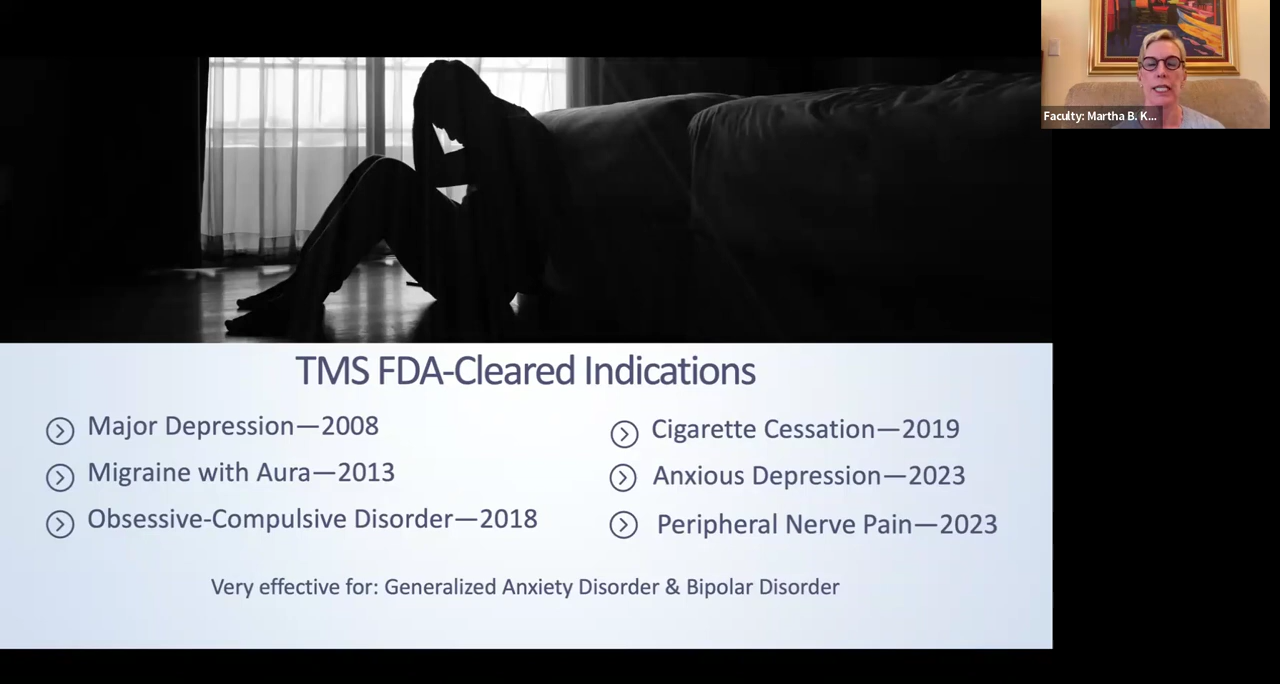 Faculty: Martha B. K...
TMS FDA-Cleared Indications
Major Depression—2008
Migraine with Aura—2013
Obsessive-Compulsive Disorder—2018
Cigarette Cessation—2019
Anxious Depression—2023
Peripheral Nerve Pain—2023
Very effective for: Generalized Anxiety Disorder & Bipolar Disorder